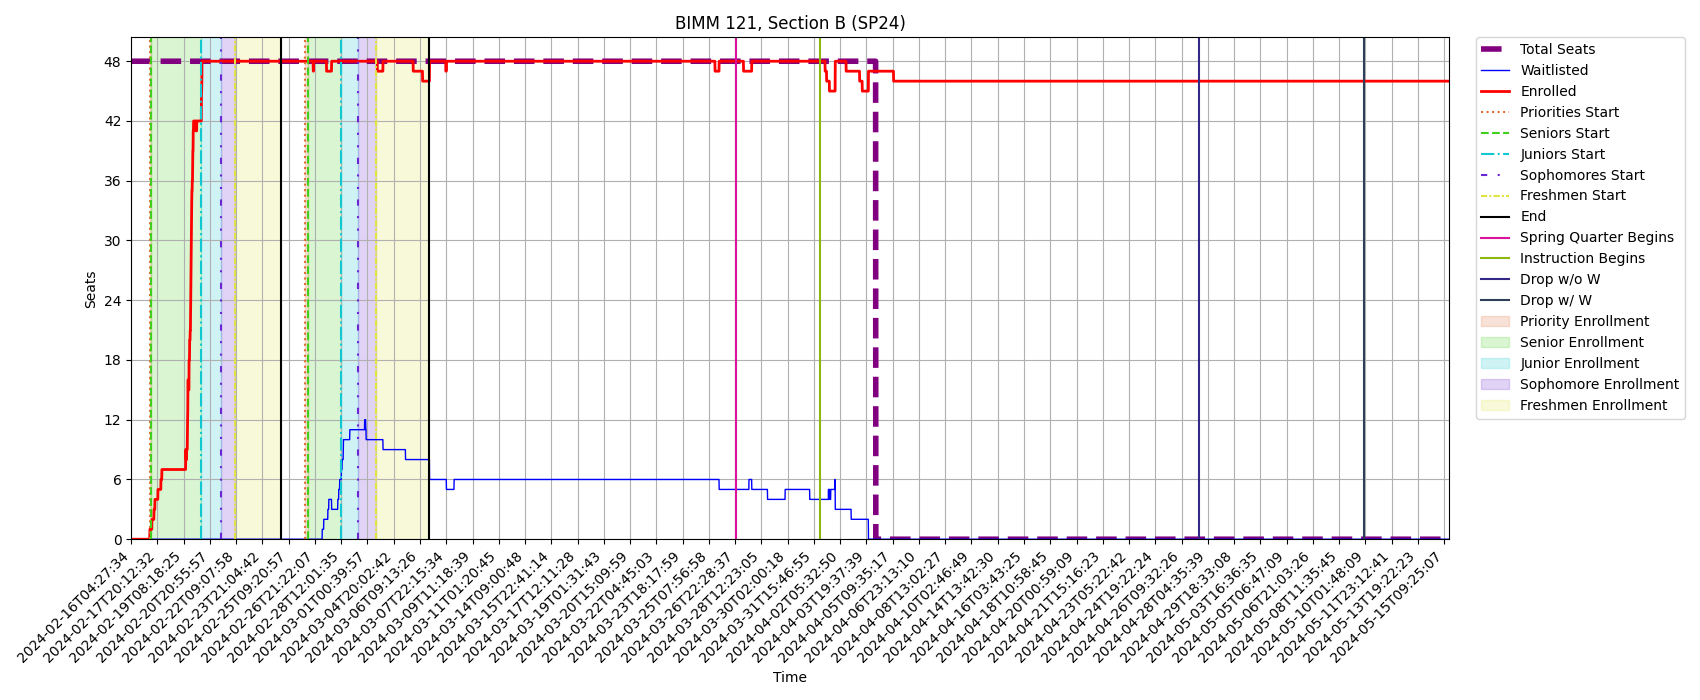 BIMM 121, Section B (SP24)
Seats
48
42
36
30
24
18
12
6
0
2024-02-16T04:27:34
2024-02-17T20:12:32
2024-02-19T08:18:25
2024-02-20T20:55:57
2024-02-22T09:07:58
2024-02-23T21:04:42
2024-02-25T09:20:57
2024-02-26T21:22:07
2024-02-28T12:01:35
2024-03-01T00:39:57
2024-03-04T20:02:42
2024-03-06T09:13:26
2024-03-07T22:15:34
2024-03-11T01:18:39
2024-03-12T01:20:45
2024-03-14T09:00:48
2024-03-15T22:41:14
2024-03-17T12:11:28
2024-03-19T01:31:43
2024-03-20T15:09:59
2024-03-22T04:45:03
2024-03-23T18:17:59
2024-03-25T07:56:58
2024-03-26T22:28:37
2024-03-28T12:23:05
2024-03-30T02:00:18
2024-03-31T15:46:55
2024-04-02T05:32:50
2024-04-03T19:37:39
2024-04-05T09:35:17
2024-04-06T23:13:10
2024-04-08T13:02:27
2024-04-10T02:46:49
2024-04-14T13:42:30
2024-04-16T03:43:25
2024-04-18T10:58:45
2024-04-20T00:59:09
2024-04-21T15:16:23
2024-04-23T05:22:42
2024-04-24T19:22:24
2024-04-26T09:32:26
2024-04-28T04:35:39
2024-04-29T18:33:08
2024-05-03T16:36:35
2024-05-05T06:47:09
2024-05-06T21:03:26
2024-05-08T11:35:45
2024-05-10T01:48:09
2024-05-11T23:12:41
2024-05-13T19:22:23
2024-05-15T09:25:07
Time
Total Seats
Waitlisted
Enrolled
Priorities Start
Seniors Start
Juniors Start
Sophomores Start
Freshmen Start
End
Spring Quarter Begins
Instruction Begins
Drop w/o W
Drop w/ W
Priority Enrollment
Senior Enrollment
Junior Enrollment
Sophomore Enrollment
Freshmen Enrollment